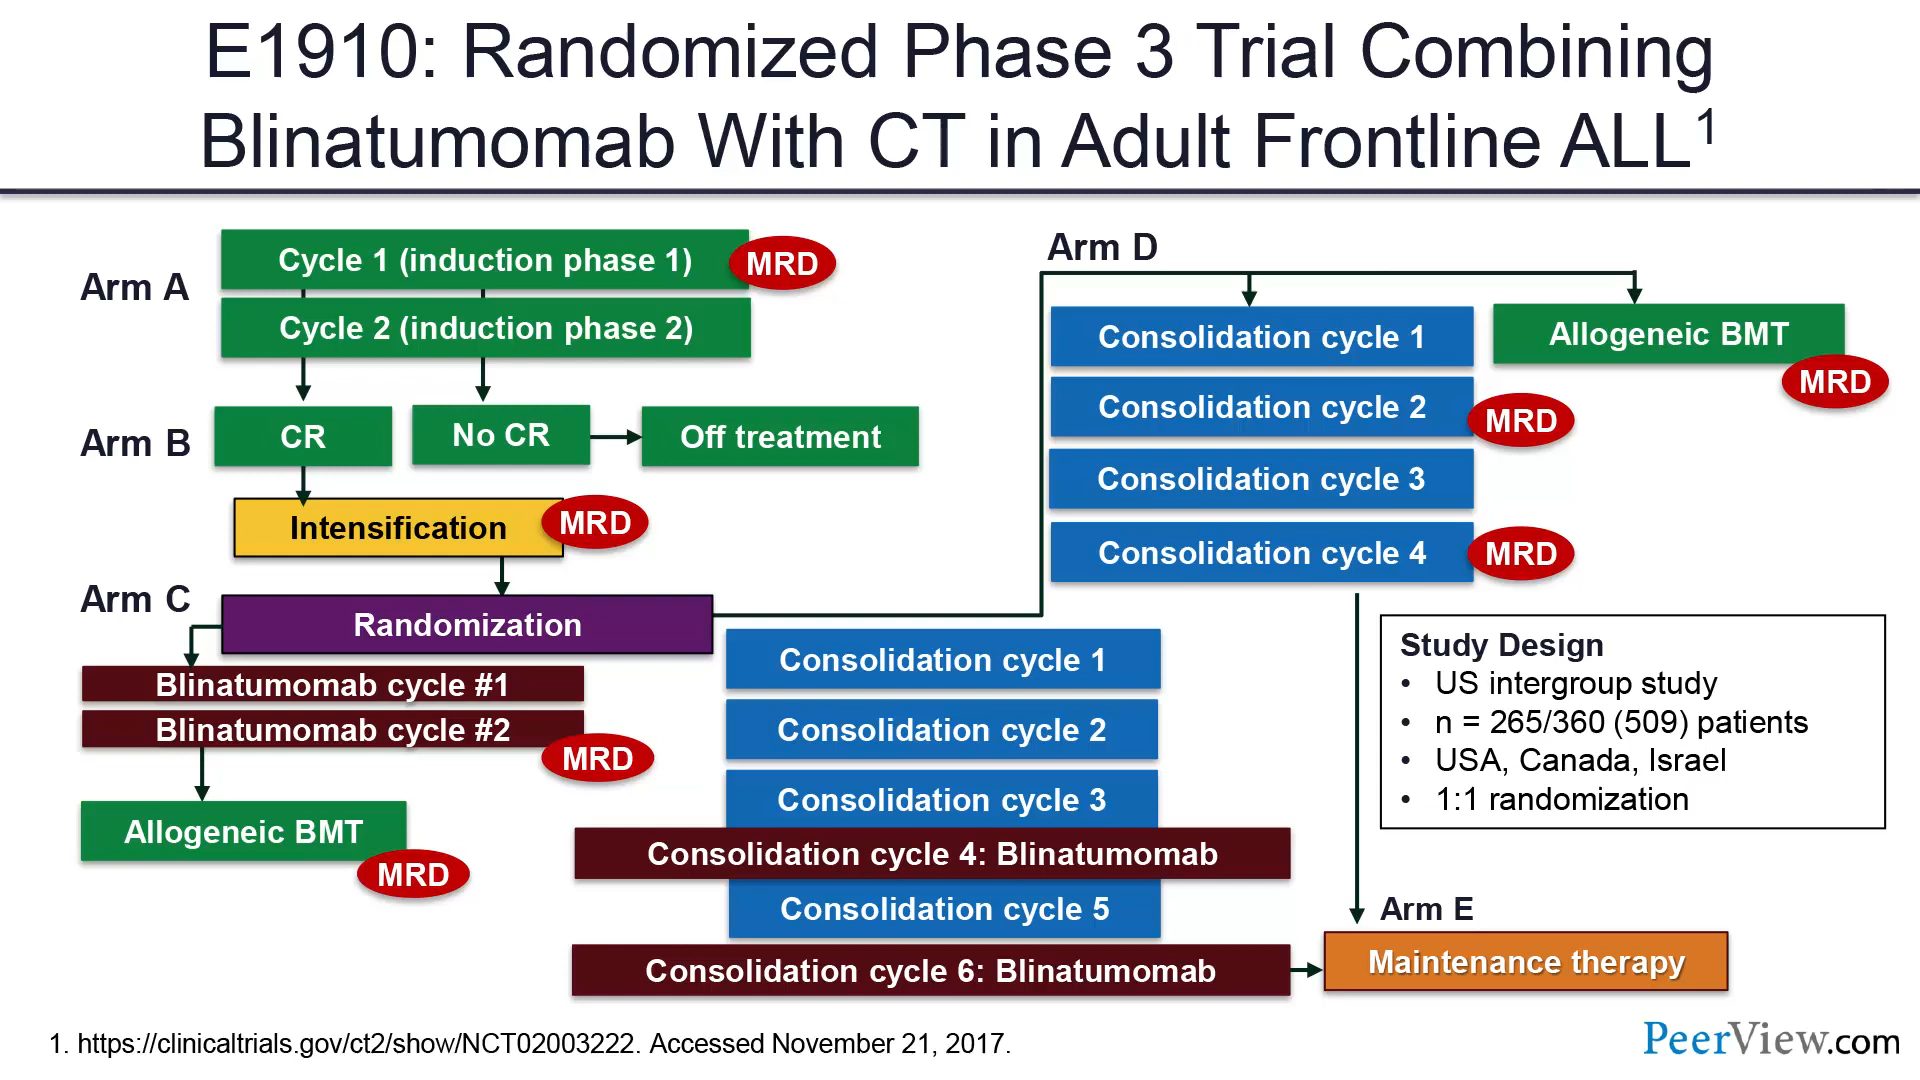 E1910: Randomized Phase 3 Trial Combining
Blinatumomab With CT in Adult Frontline ALL1
Arm A
Cycle 1 (induction phase 1)
MRD
Cycle 2 (induction phase 2)
Arm B
CR
No CR
Off treatment
Intensification
MRD
Arm C
Randomization
Blinatumomab cycle #1
Blinatumomab cycle #2
MRD
Allogeneic BMT
MRD
Consolidation cycle 1
Consolidation cycle 2
Consolidation cycle 3
Consolidation cycle 4: Blinatumomab
Consolidation cycle 5
Consolidation cycle 6: Blinatumomab
Arm D
Consolidation cycle 1
Allogeneic BMT
MRD
Consolidation cycle 2
MRD
Consolidation cycle 3
Consolidation cycle 4
MRD
Study Design
• US intergroup study
• n = 265/360 (509) patients
• USA, Canada, Israel
• 1:1 randomization
Arm E
Maintenance therapy
1. https://clinicaltrials.gov/ct2/show/NCT02003222. Accessed November 21, 2017.
PeerView.com